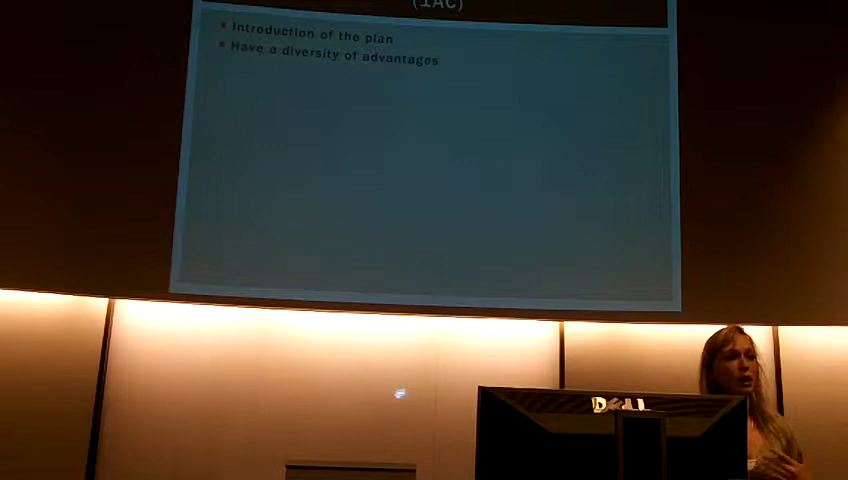 (1AC)
Introduction of the plan
Have a diversity of advantages
DELL